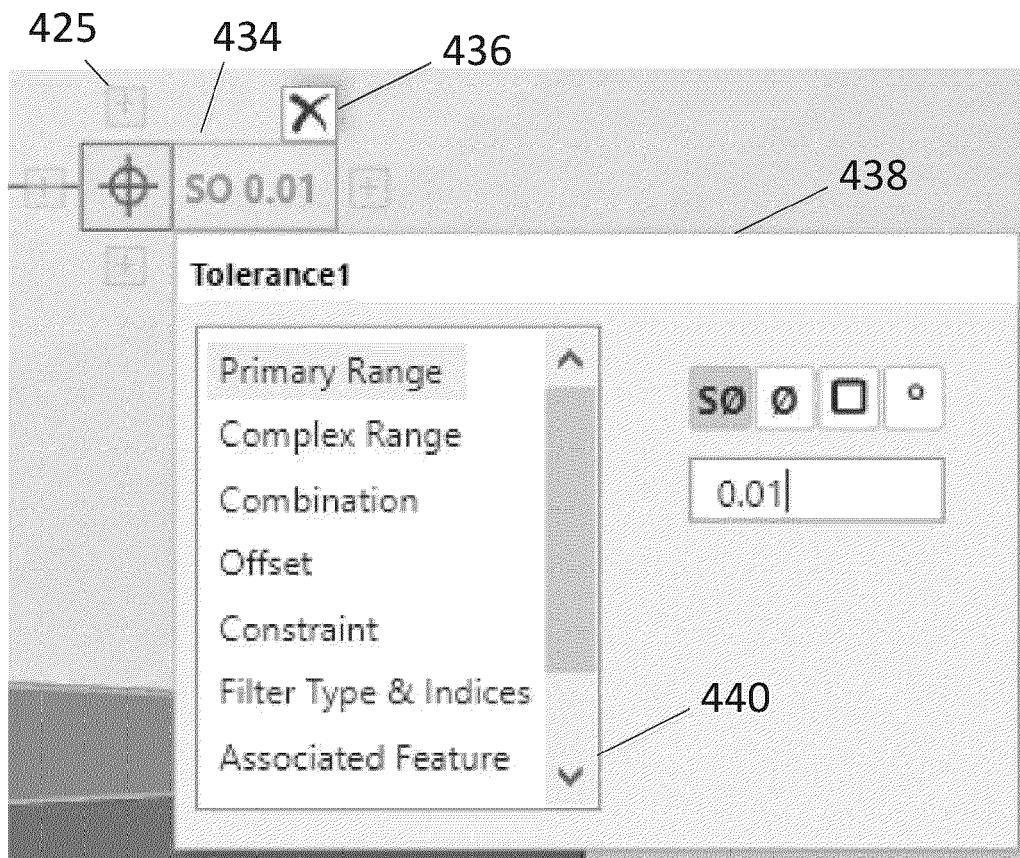 425
434
436
SO 0.01
438
Tolerance1
Primary Range
Complex Range
SØ Ø
Combination
0.01
Offset
Constraint
Filter Type & Indices
440
Associated Feature